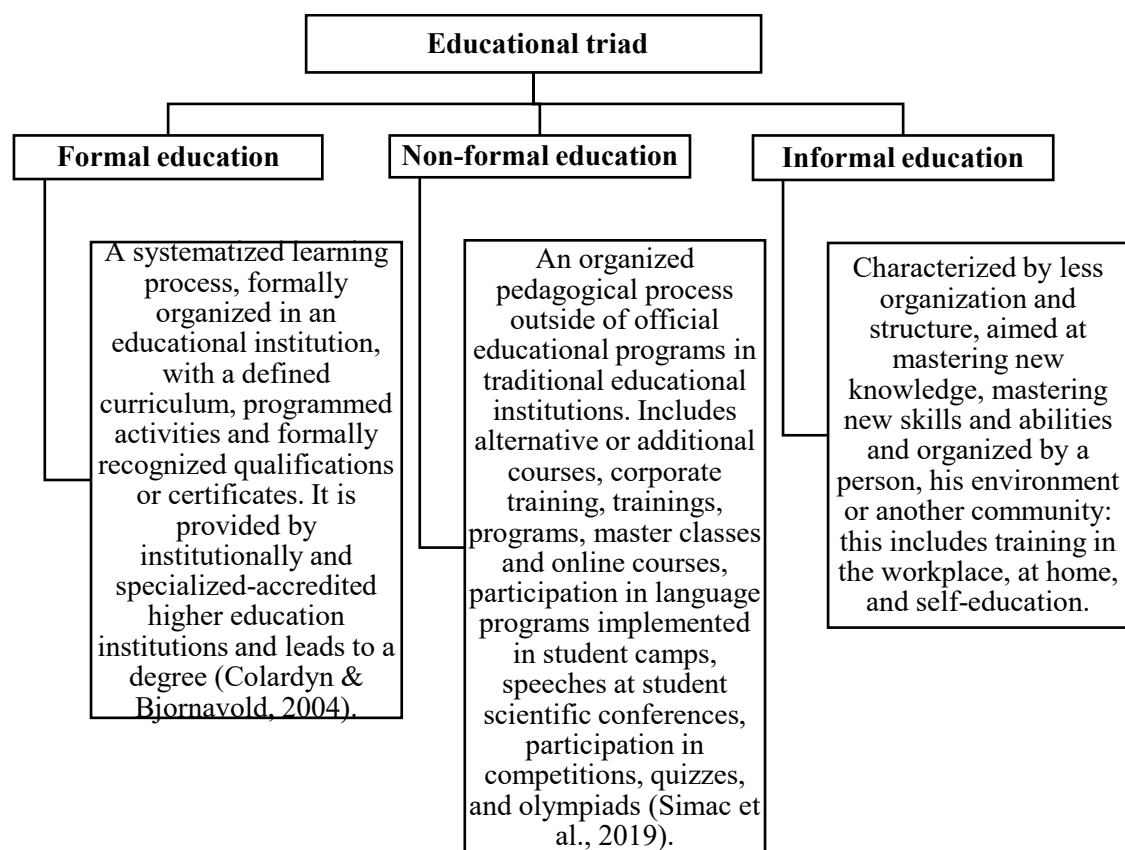 Educational triad
Formal education
Non-formal education
Informal education
A systematized learning
process, formally
organized in an
educational institution,
with a defined
curriculum, programmed
activities and formally
recognized qualifications
or certificates. It is
provided by
institutionally and
specialized-accredited
higher education
institutions and leads to a
degree (Colardyn &
Bjornavold, 2004).
An organized
pedagogical process
outside of official
educational programs in
traditional educational
institutions. Includes
alternative or additional
courses, corporate
training, trainings,
programs, master classes
and online courses,
participation in language
programs implemented
in student camps,
speeches at student
scientific conferences,
participation in
competitions, quizzes,
and olympiads (Simac et
al., 2019).
Characterized by less
organization and
structure, aimed at
mastering new
knowledge, mastering
new skills and abilities
and organized by a
person, his environment
or another community:
this includes training in
the workplace, at home,
and self-education.